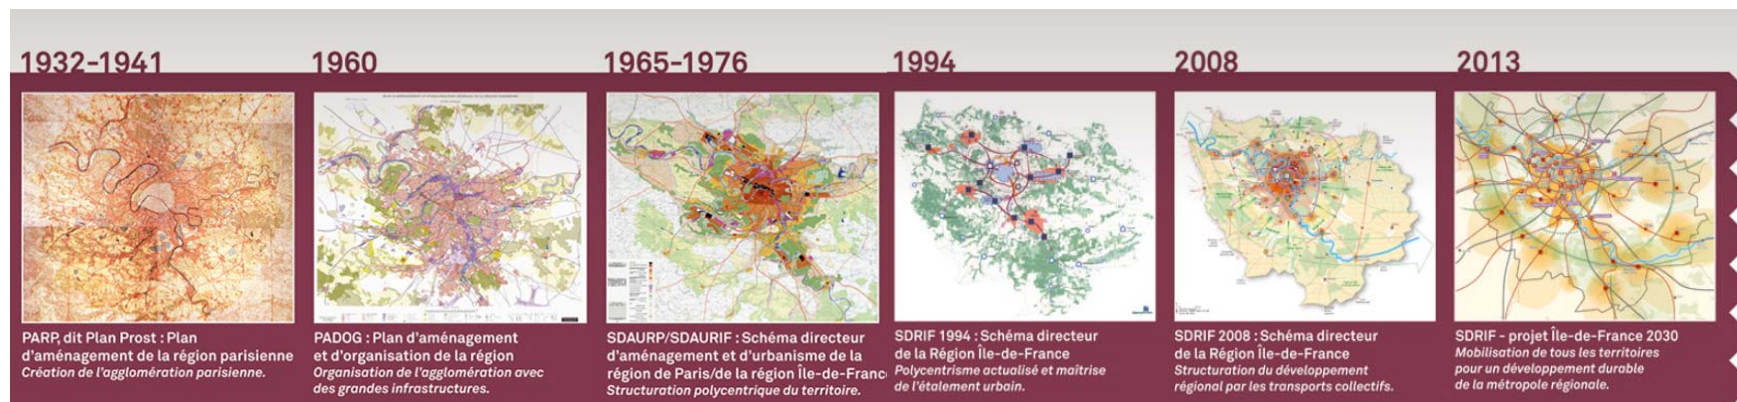 1932-1941
PARP, dit Plan Prost : Plan
d'aménagement de la région parisienne
Création de l'agglomération parisienne.
1960
PADOG : Plan d'aménagement
et d'organisation de la région
Organisation de l'agglomération avec
des grandes infrastructures.
1965-1976
SDAURP/SDAURIF : Schéma directeur
d'aménagement et d'urbanisme de la
région de Paris/de la région Île-de-Franc
Structuration polycentrique du territoire.
1994
SDRIF 1994 : Schéma directeur
de la Région Île-de-France
Polycentrisme actualisé et maîtrise
de l'étalement urbain.
2008
SDRIF 2008 : Schéma directeur
de la Région Île-de-France
Structuration du développement
régional par les transports collectifs.
2013
SDRIF - projet Île-de-France 2030
Mobilisation de tous les territoires
pour un développement durable
de la métropole régionale.